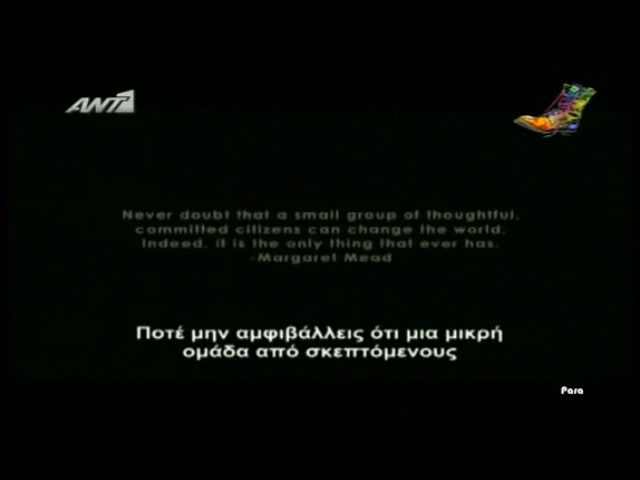 ANT1
Never doubt that a small group of thoughtful,
committed citizens can change the world.
Indeed, it is the only thing that ever has.
-Margaret Mead
Ποτέ μην αμφιβάλλεις ότι μια μικρή
ομάδα από σκεπτόμενους
Para